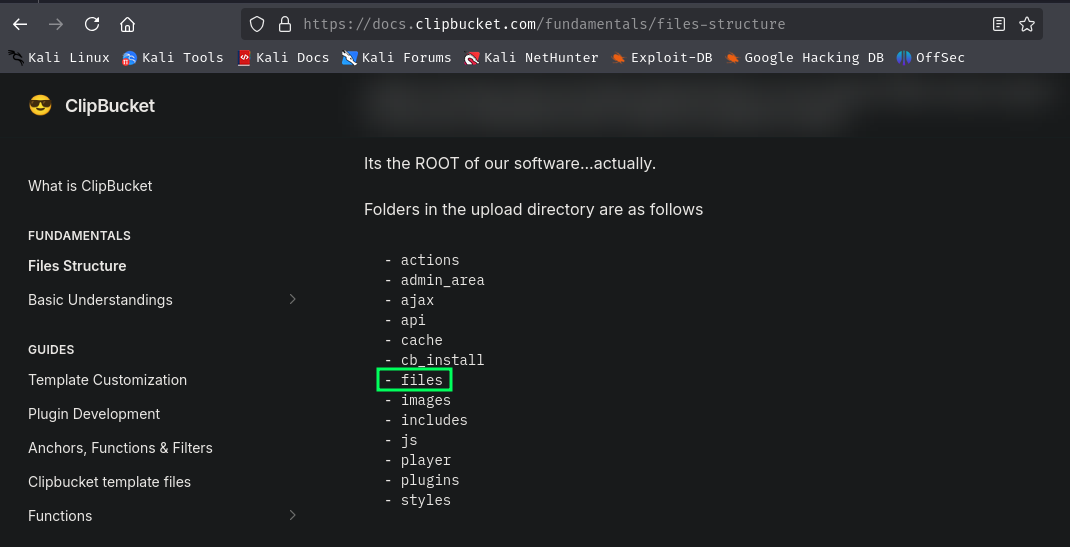 https://docs.clipbucket.com/fundamentals/files-structure
Kali Linux Kali Tools Kali Docs Kali Forums Kali NetHunter Exploit-DB Google Hacking DB OffSec
ClipBucket
What is ClipBucket
FUNDAMENTALS
Files Structure
Basic Understandings
GUIDES
Template Customization
Plugin Development
Anchors, Functions & Filters
Clipbucket template files
Functions
Its the ROOT of our software...actually.
Folders in the upload directory are as follows
- actions
- admin_area
- ajax
- api
- cache
- cb_install
- files
- images
- includes
- js
- player
- plugins
- styles